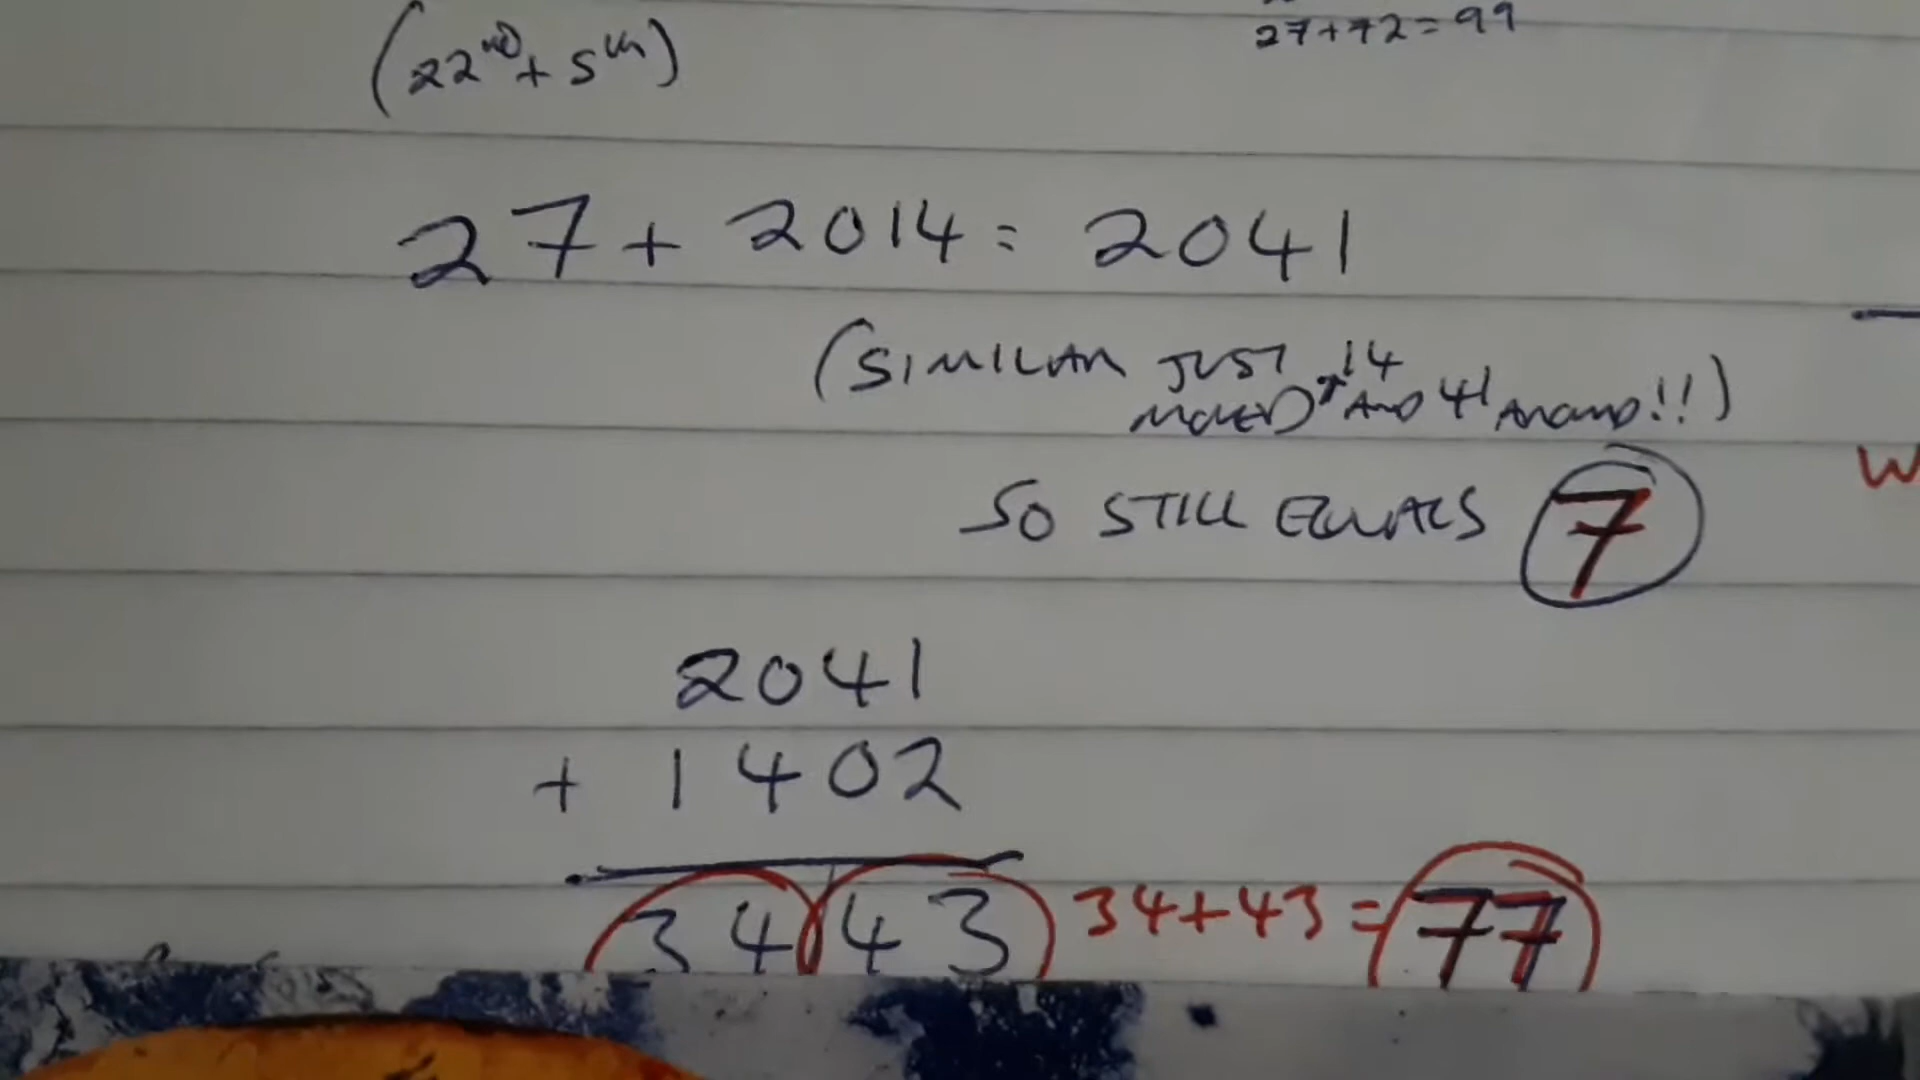 27+72=99
(22ND + 5th)
27 + 2014 = 2041
(SIMILAR JUST 14
MOVED AND 41 AROUND!!)
SO STILL EQUALS 7
W
2041
+ 1402
3443 34+43=77